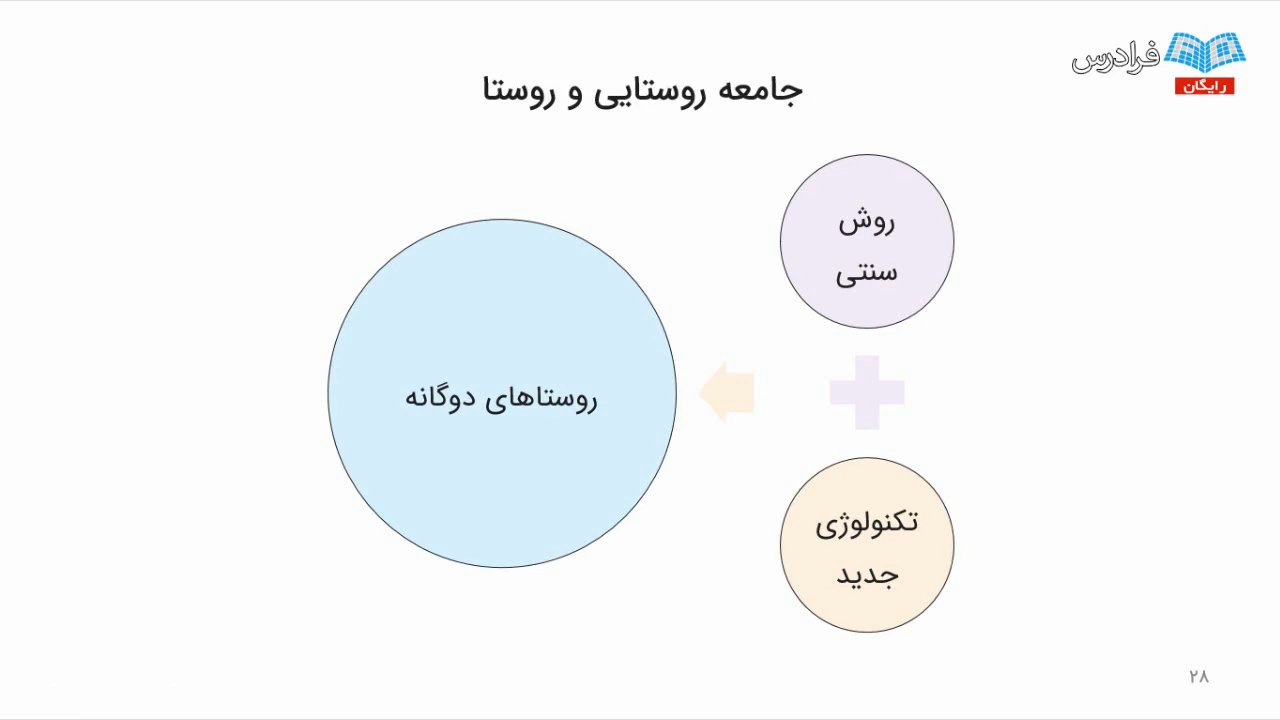 فرادرس
رایگان
جامعه روستایی و روستا
روش
سنتی
تکنولوژی
جدید
روستاهای دوگانه
۲۸